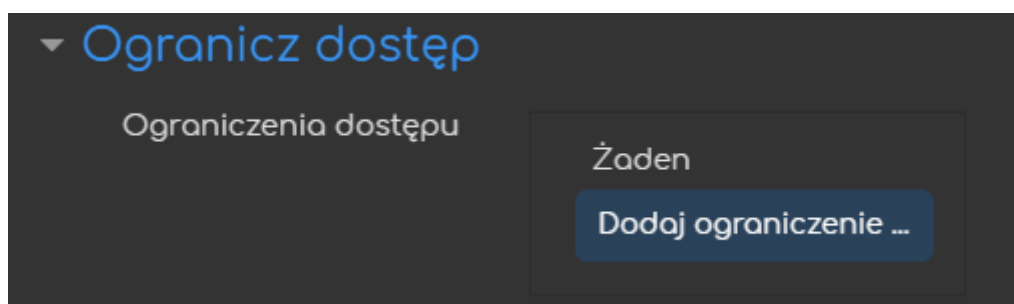 Ogranicz dostęp
Ograniczenia dostępu
Żaden
Dodaj ograniczenie ...